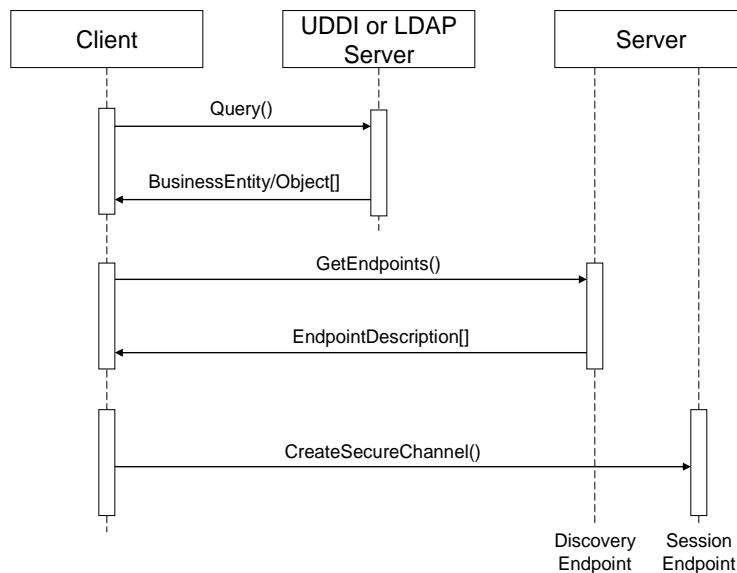 Client
UDDI or LDAP
Server
Server
Query()
BusinessEntity/Object[]
GetEndpoints()
EndpointDescription[]
CreateSecureChannel()
Discovery
Endpoint
Session
Endpoint